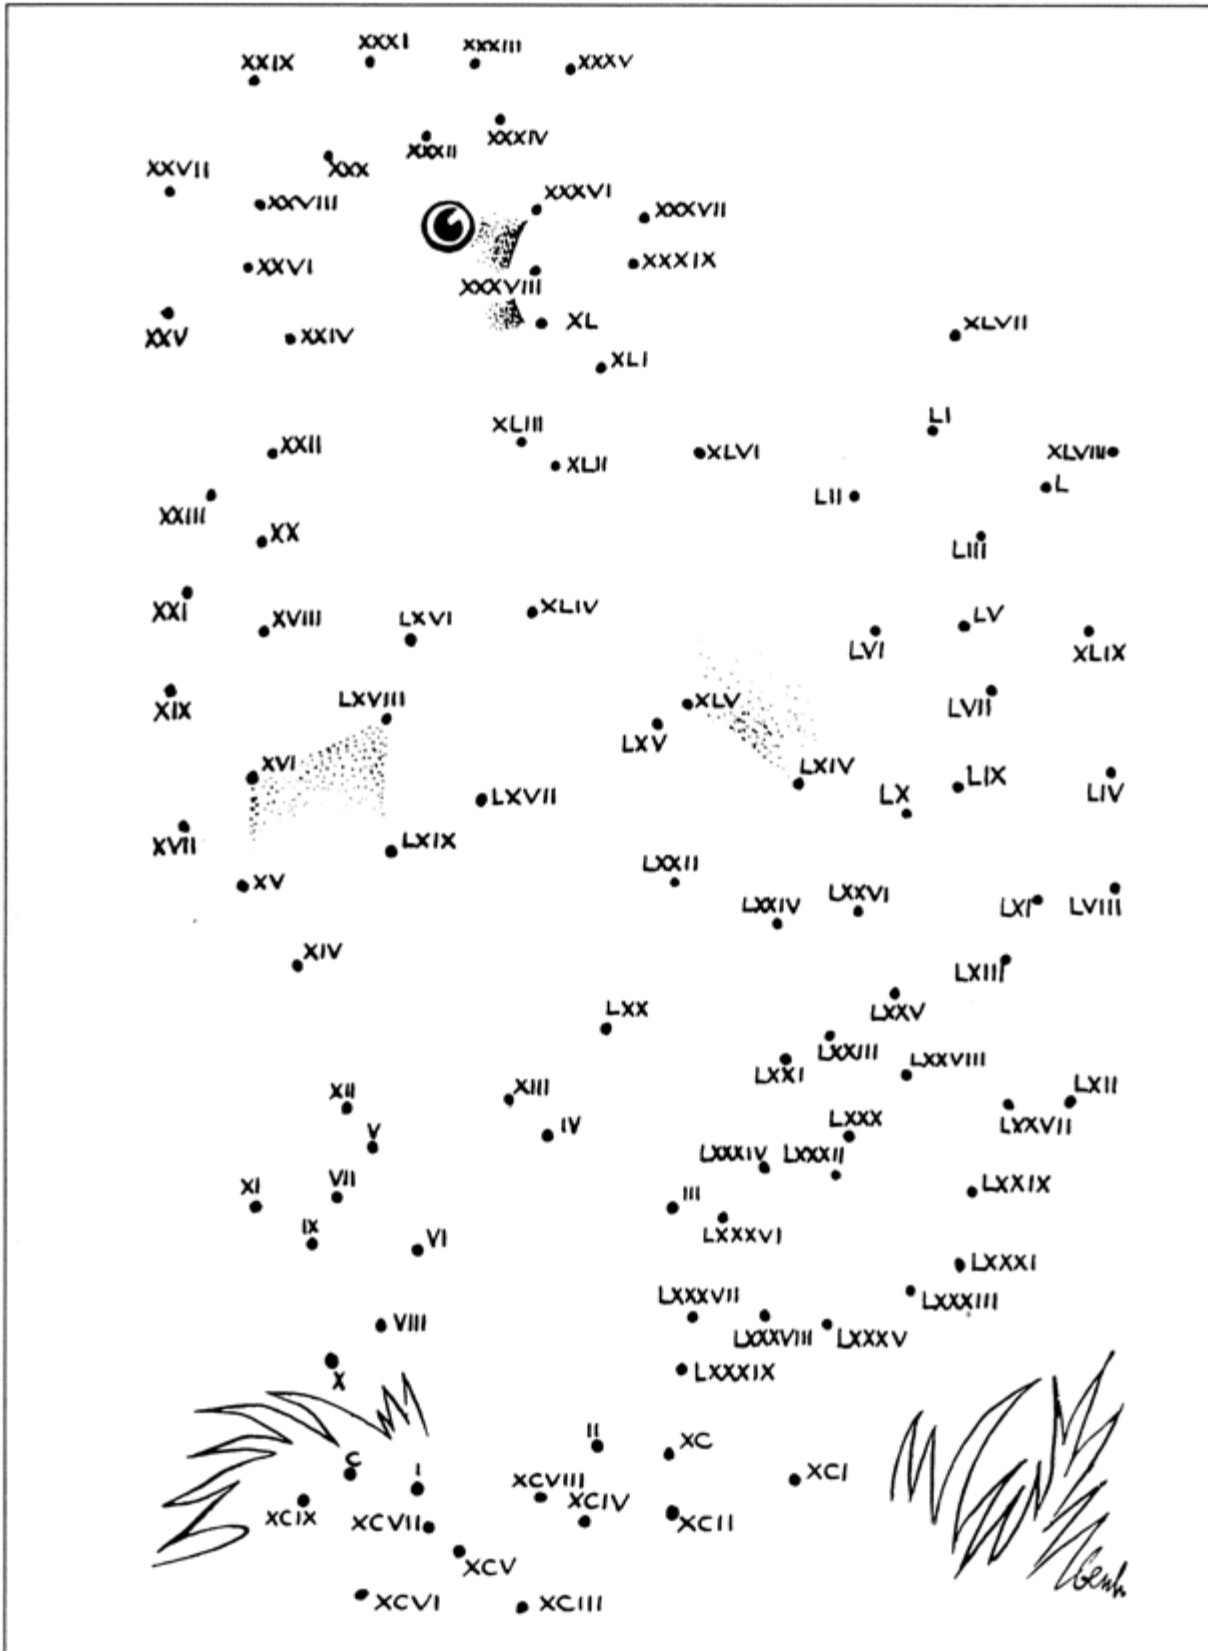 XXXI XXXIII
XXIX XXXV
XXXIV
XXXII
XXVII XXX
XXXVI
XXVIII XXXVII
XXVI XXXIX
XXXVIII
XL XLVII
XXV XXIV
XLI
LI
XLIII
XXII XLVI XLVIII
XLII
LII L
XXIII
XX
LIII
XXI XLIV
XVIII LXVI LV
LVI XLIX
LXVIII XLV
XIX LVII
LXV
XVI LXIV
LIX LIV
LXVII LX
XVII LXIX
LXXII
XV LXXVI
LXXIV LXI LVIII
XIV
LXIII
LXX LXXV
LXXIII
LXXVIII
LXXI
XII XIII LXII
V IV LXXX LXXVII
LXXXIV LXXXII
XI VII III LXXIX
IX LXXXVI
VI
LXXXI
LXXXVII LXXXIII
VIII LXXXVIII LXXXV
X LXXXIX
II XC
C I XCI
XCVIII
XCIV
XCIX XCVII XCII
XCV
XCVI XCIII